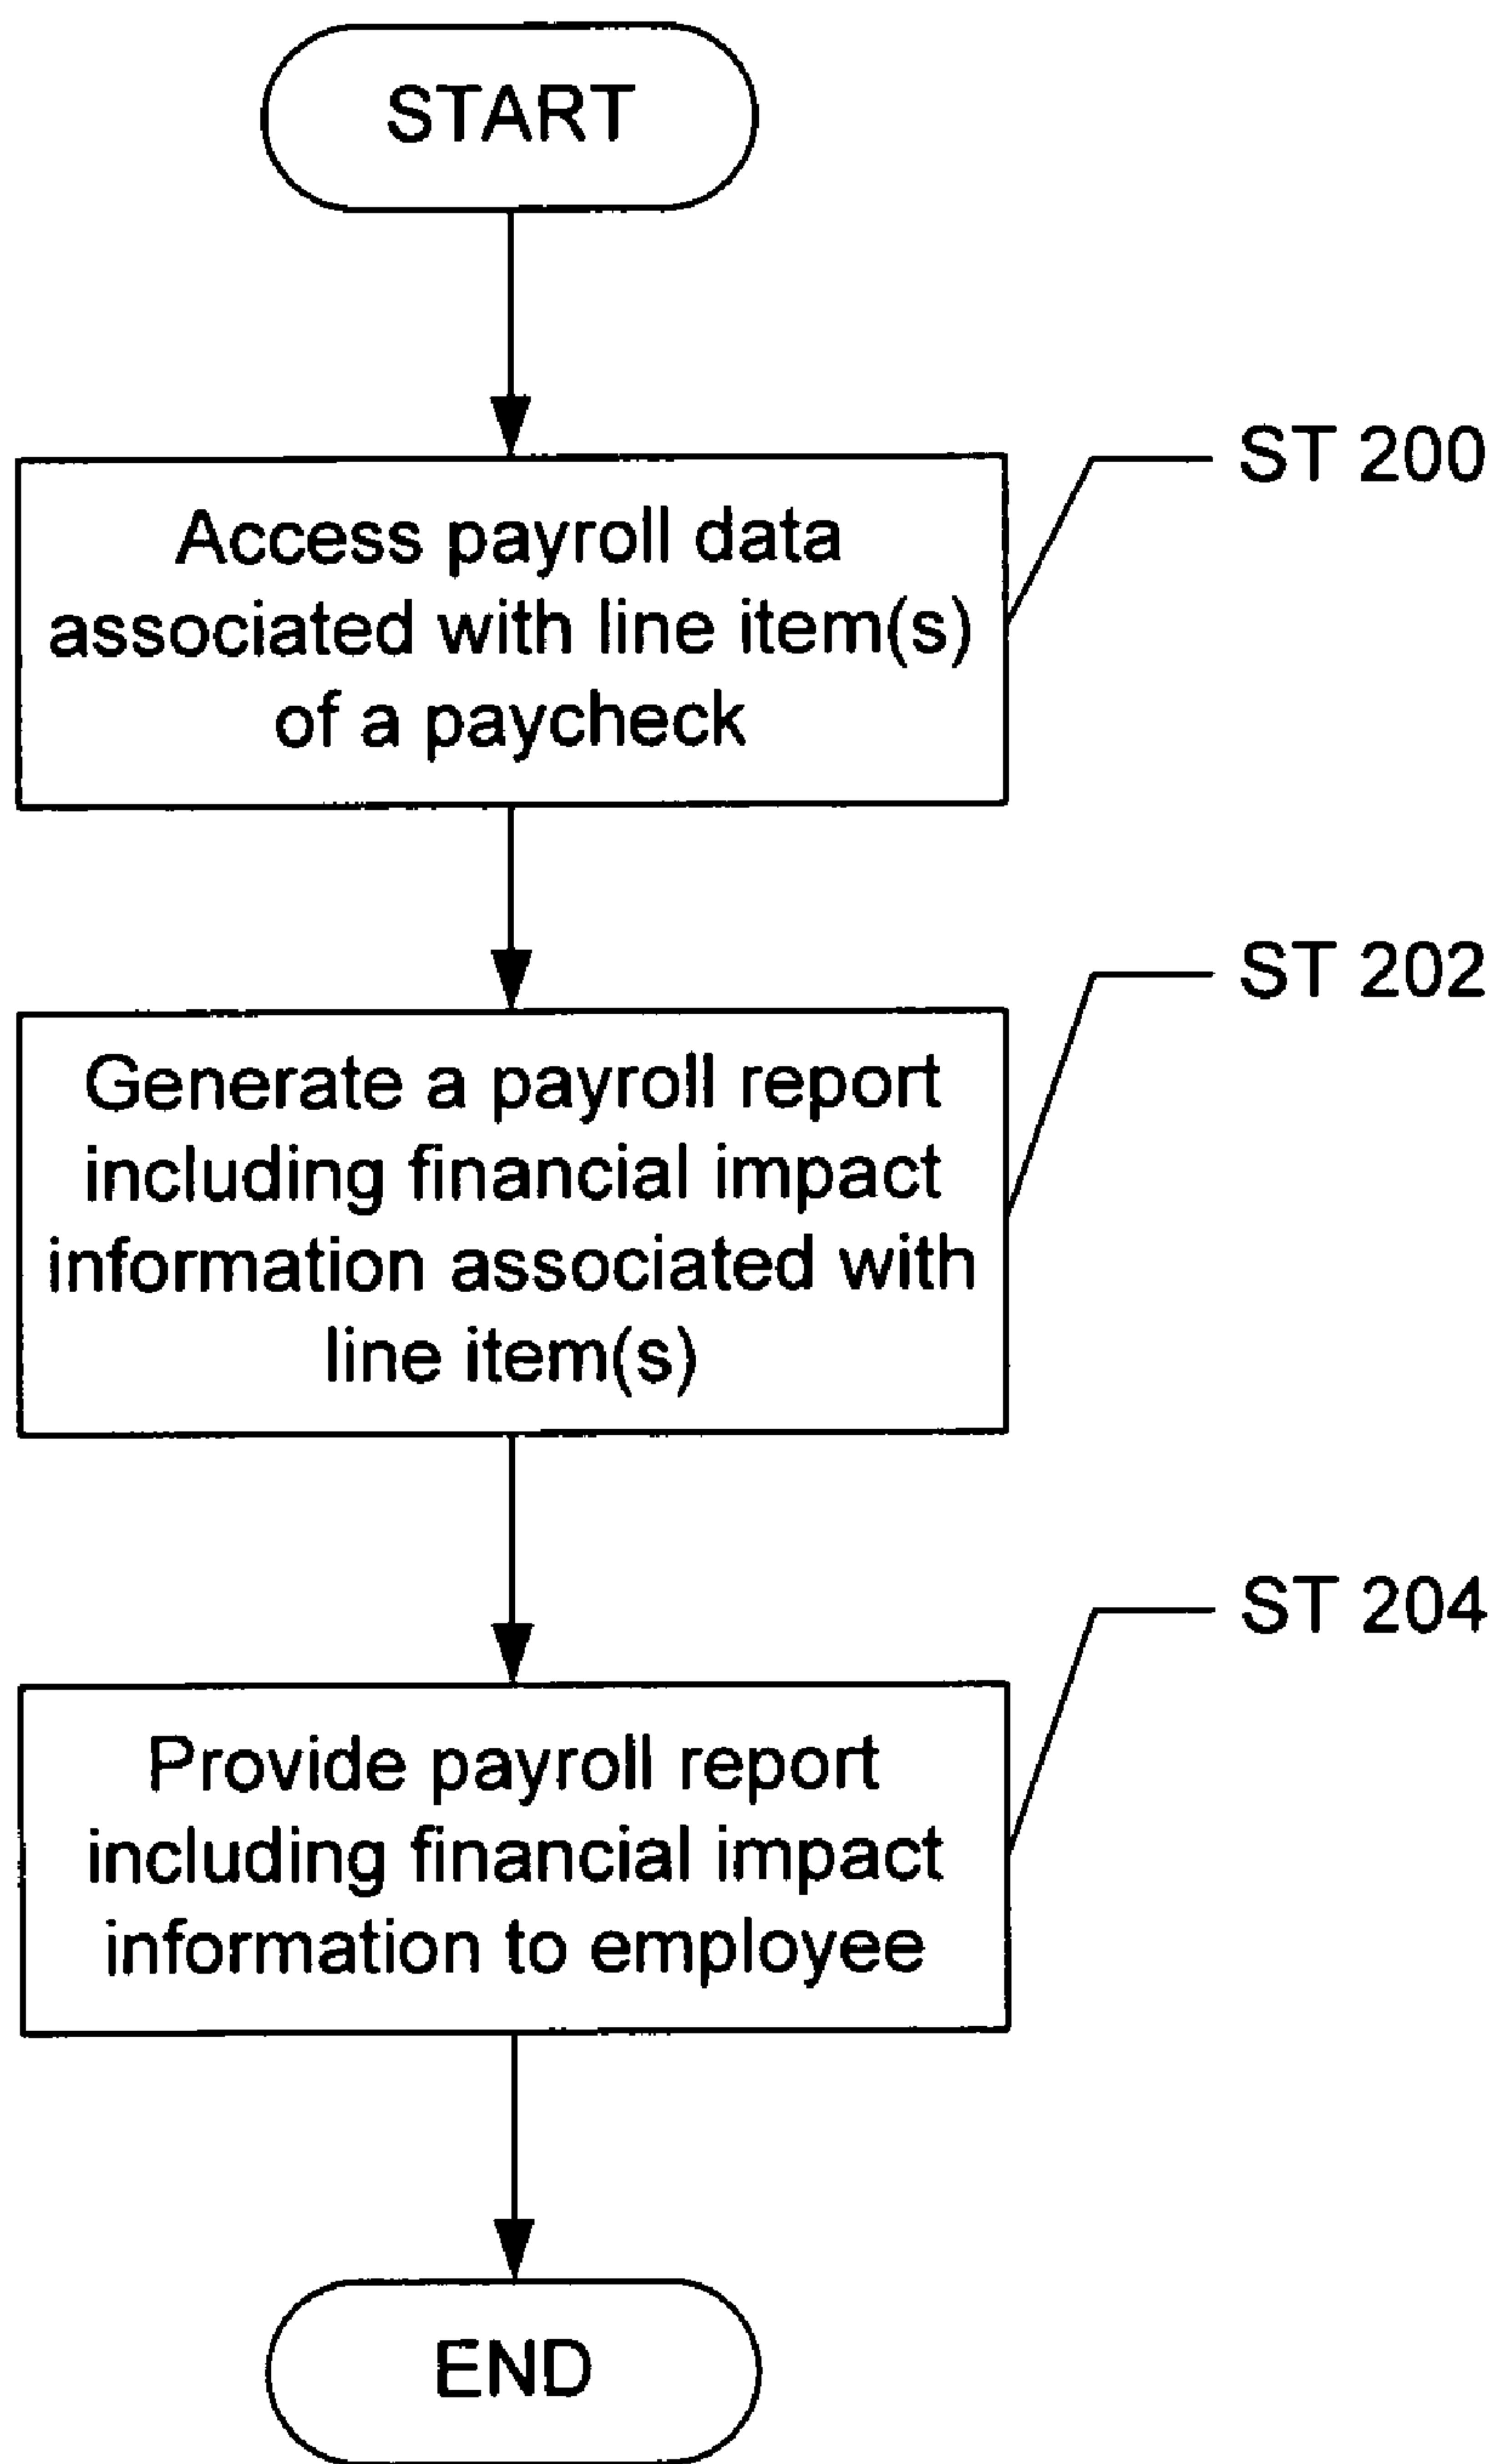 START
ST 200
Access payroll data
associated with line item(s)
of a paycheck
ST 202
Generate a payroll report
including financial impact
information associated with
line item(s)
ST 204
Provide payroll report
including financial impact
information to employee
END